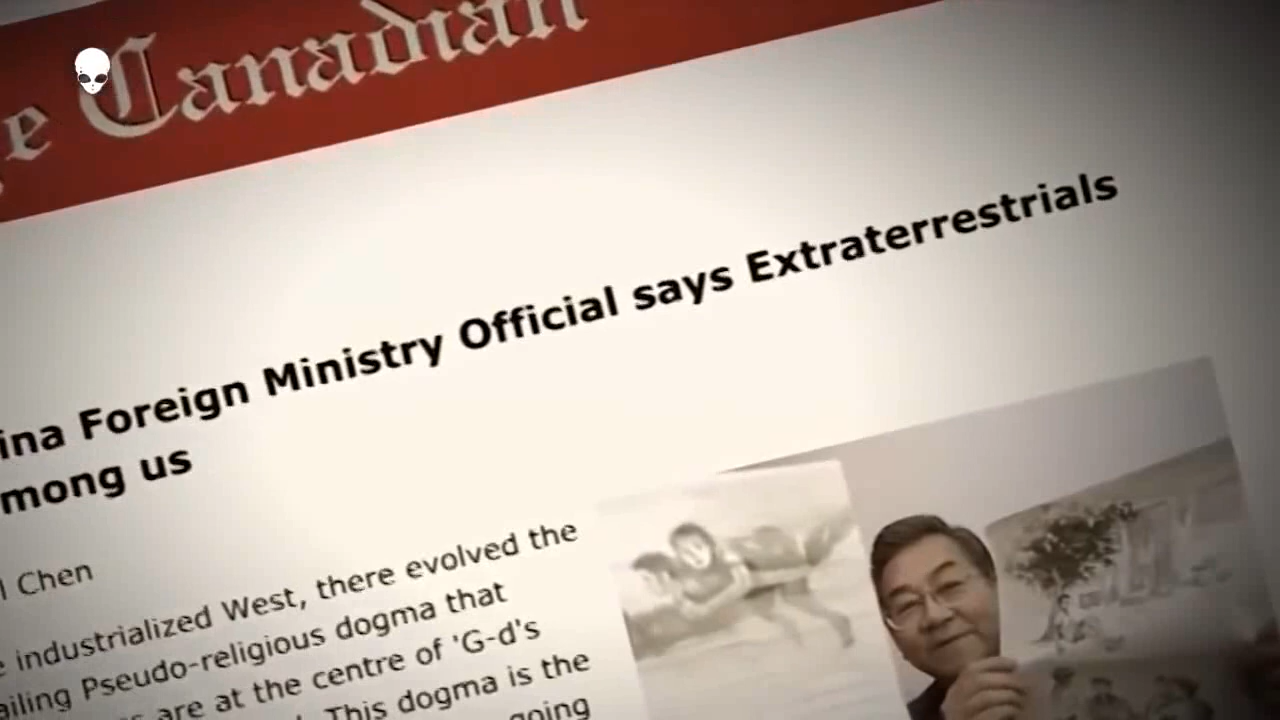 e Canadian
ina Foreign Ministry Official says Extraterrestrials
mong us
l Chen
e industrialized West, there evolved the
ailing Pseudo-religious dogma that
are at the centre of 'G-d's
This dogma is the
going